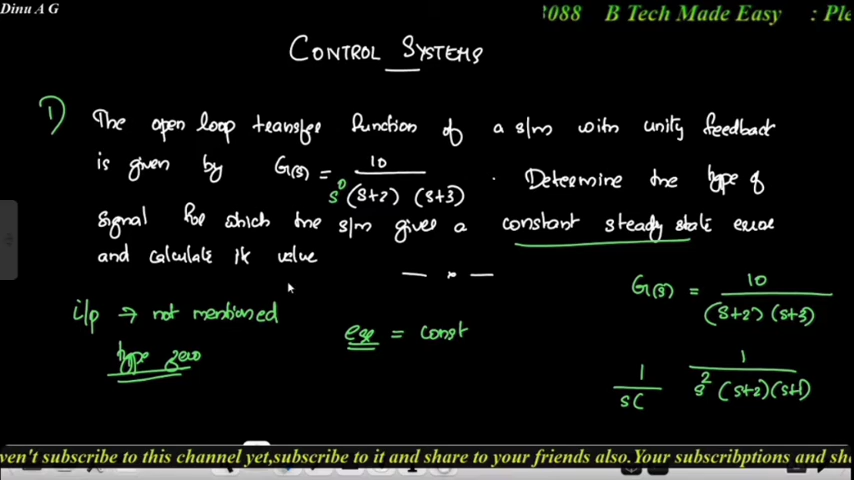 Dinu A G
3088 B Tech Made Easy : Ple
CONTROL SYSTEMS
1) The open loop transfer function of a s/m with unity feedback
is given by G(s) = 10 / s^0 (s+2) (s+3) . Determine the type of
signal for which the s/m gives a constant steady state error
and calculate its value
i/p → not mentioned
type zero
ess = const
G(s) = 10 / (s+2) (s+3)
1 / s( 1 / s^2 (s+2)(s+1)
ven't subscribe to this channel yet,subscribe to it and share to your friends also.Your subscribptions and sh